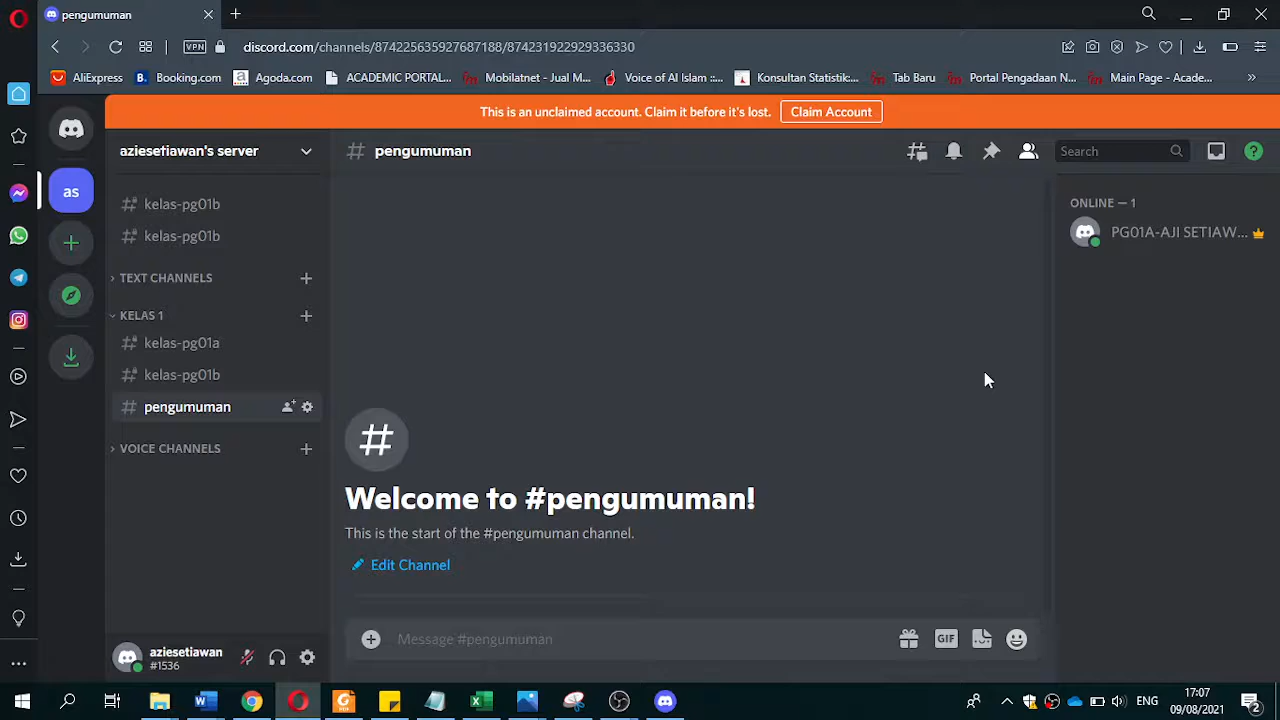 pengumuman
VPN
discord.com/channels/874225635927687188/874231922929336330
AliExpress
B.
Booking.com
a
Agoda.com
ACADEMIC PORTAL...
Mobilatnet - Jual M...
Voice of Al Islam ::...
Konsultan Statistik...
Tab Baru
Portal Pengadaan N...
Main Page - Acade...
»
This is an unclaimed account. Claim it before it's lost.
Claim Account
aziesetiawan's server
# pengumuman
Search
as
kelas-pg01b
kelas-pg01b
TEXT CHANNELS
KELAS 1
kelas-pg01a
kelas-pg01b
# pengumuman
VOICE CHANNELS
ONLINE — 1
PG01A-AJI SETIAW...
#
Welcome to #pengumuman!
This is the start of the #pengumuman channel.
Edit Channel
Message #pengumuman
GIF
aziesetiawan
#1536
ENG
17:07
09/08/2021
2